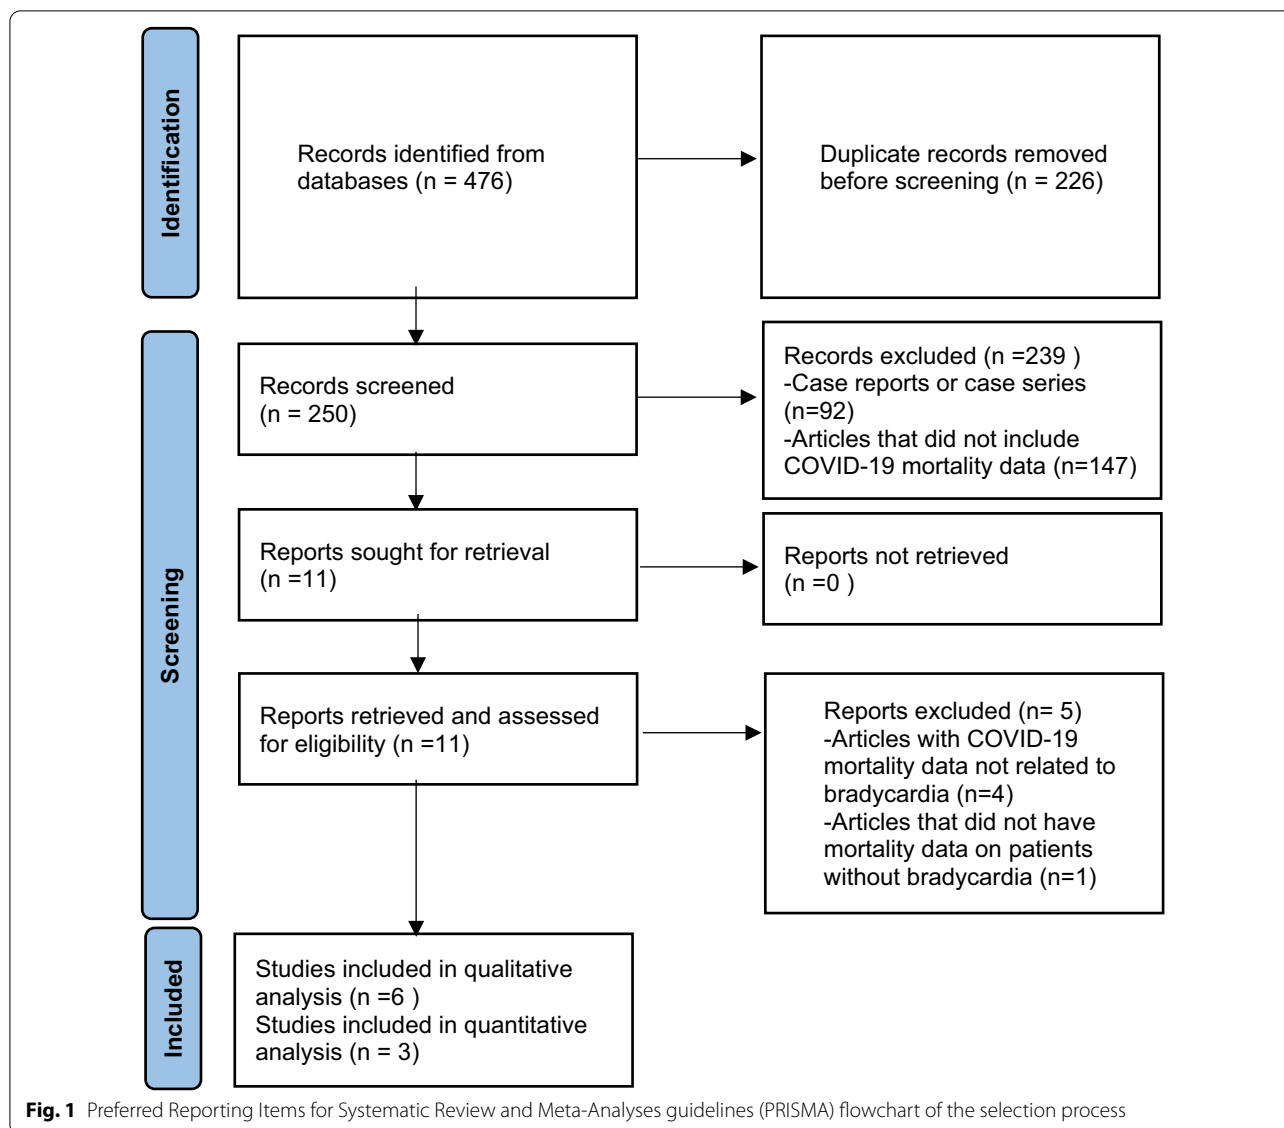 Identification
Records identified from
databases (n = 476)
Duplicate records removed
before screening (n = 226)
Screening
Records screened
(n = 250)
Records excluded (n =239 )
-Case reports or case series
(n=92)
-Articles that did not include
COVID-19 mortality data (n=147)
Reports sought for retrieval
(n =11)
Reports not retrieved
(n =0 )
Reports retrieved and assessed
for eligibility (n =11)
Reports excluded (n= 5)
-Articles with COVID-19
mortality data not related to
bradycardia (n=4)
-Articles that did not have
mortality data on patients
without bradycardia (n=1)
Included
Studies included in qualitative
analysis (n =6 )
Studies included in quantitative
analysis (n = 3)
Fig. 1 Preferred Reporting Items for Systematic Review and Meta-Analyses guidelines (PRISMA) flowchart of the selection process